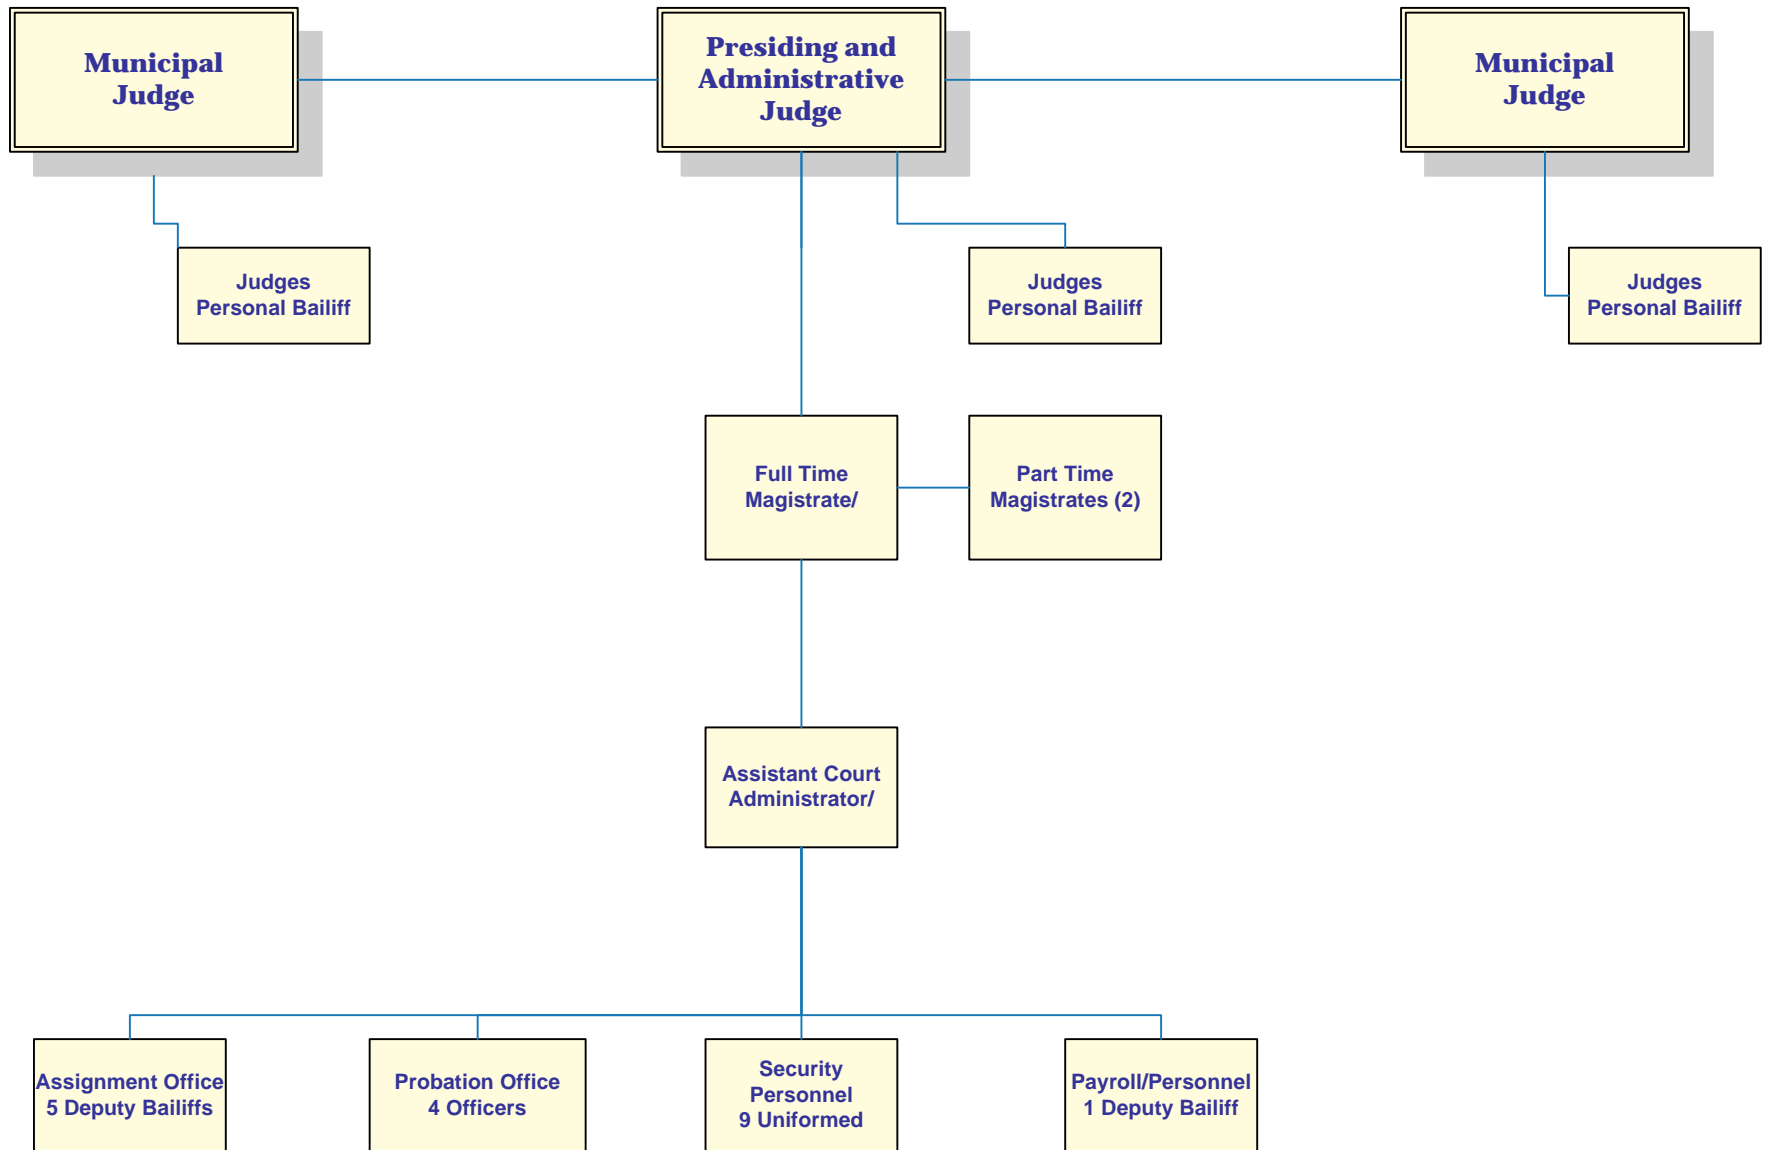 Municipal
Judge
Presiding and
Administrative
Judge
Municipal
Judge
Judges
Personal Bailiff
Judges
Personal Bailiff
Judges
Personal Bailiff
Full Time
Magistrate/
Part Time
Magistrates (2)
Assistant Court
Administrator/
Assignment Office
5 Deputy Bailiffs
Probation Office
4 Officers
Security
Personnel
9 Uniformed
Payroll/Personnel
1 Deputy Bailiff